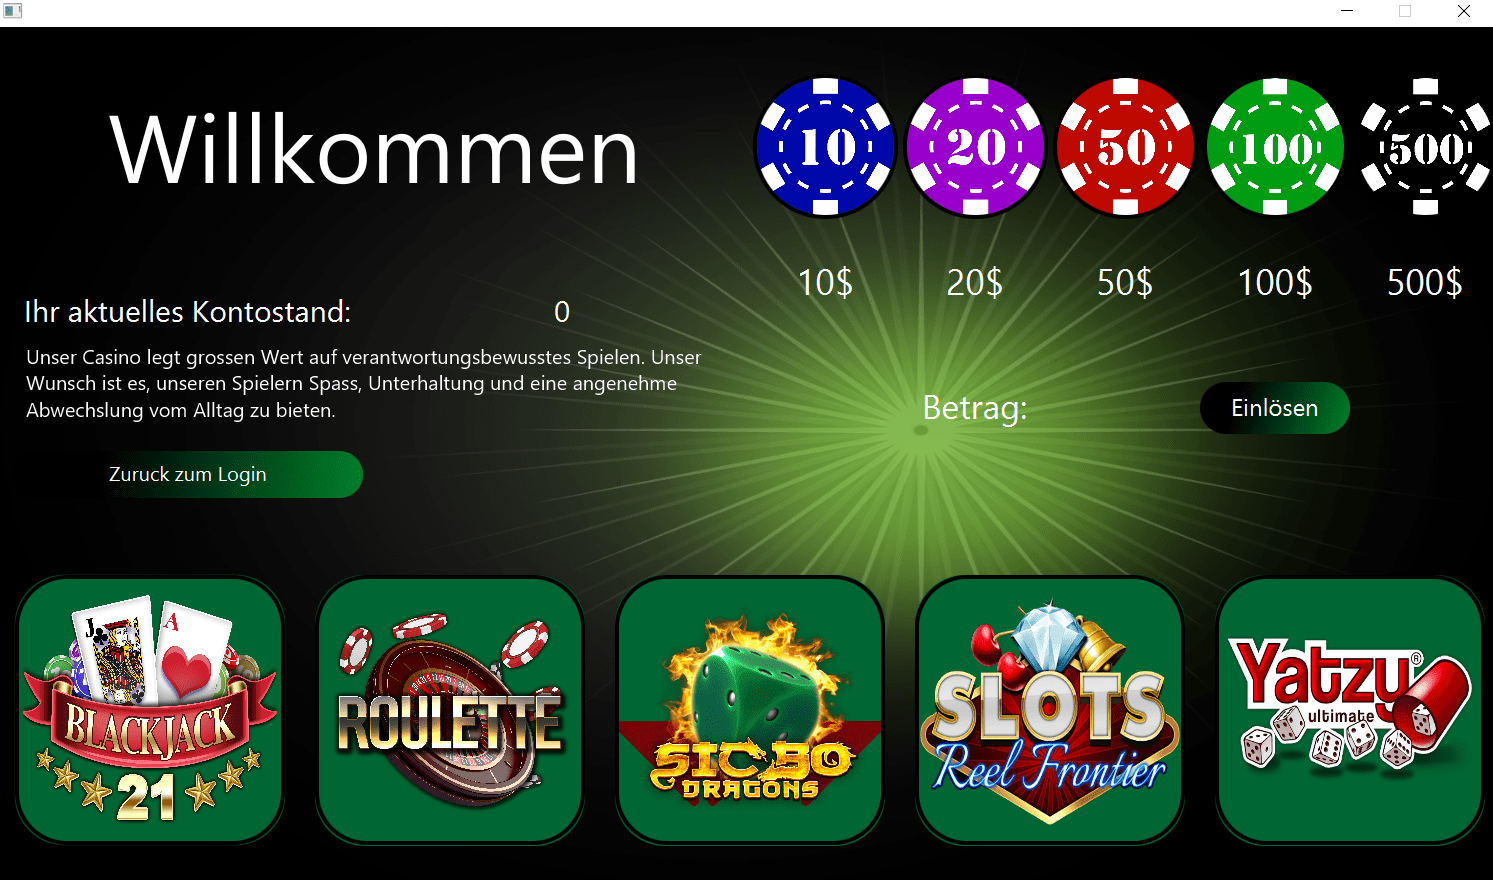 Willkommen
10 20 50 100 500
10$ 20$ 50$ 100$ 500$
Ihr aktuelles Kontostand: 0
Unser Casino legt grossen Wert auf verantwortungsbewusstes Spielen. Unser
Wunsch ist es, unseren Spielern Spass, Unterhaltung und eine angenehme
Abwechslung vom Alltag zu bieten.
Betrag: Einlösen
Zuruck zum Login
J A
BLACKJACK
21
ROULETTE
SIC BO
DRAGONS
SLOTS
Reel Frontier
Yatzy®
ultimate